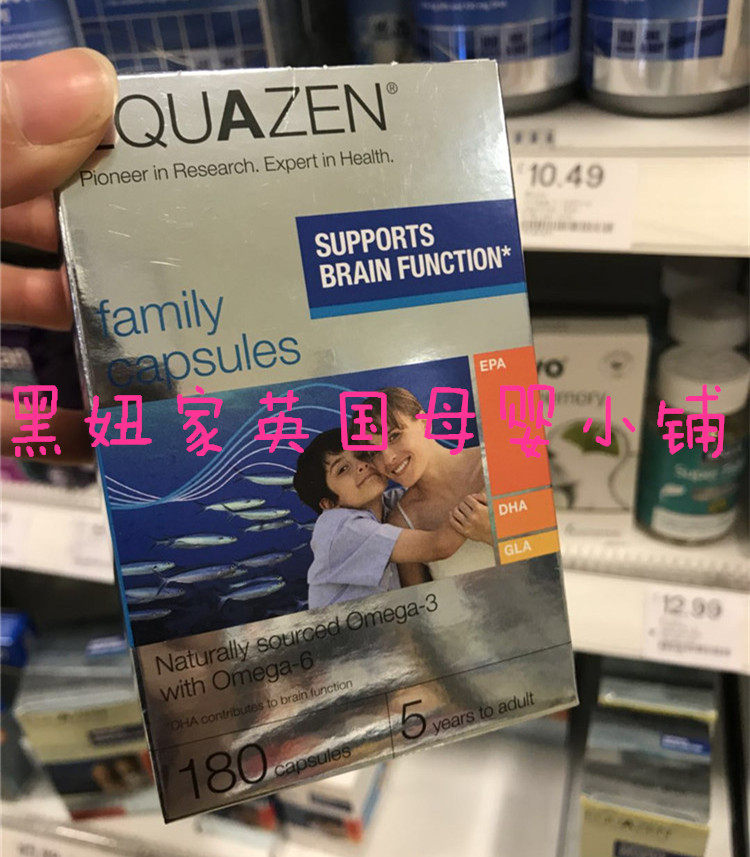 EQUAZEN®
Pioneer in Research. Expert in Health.
10.49
SUPPORTS
BRAIN FUNCTION*
family
capsules
EPA
黑妞家英国母婴小铺
DHA
GLA
12.99
Naturally sourced Omega-3
with Omega-6
*DHA contributes to brain function
180 capsules
5 years to adult